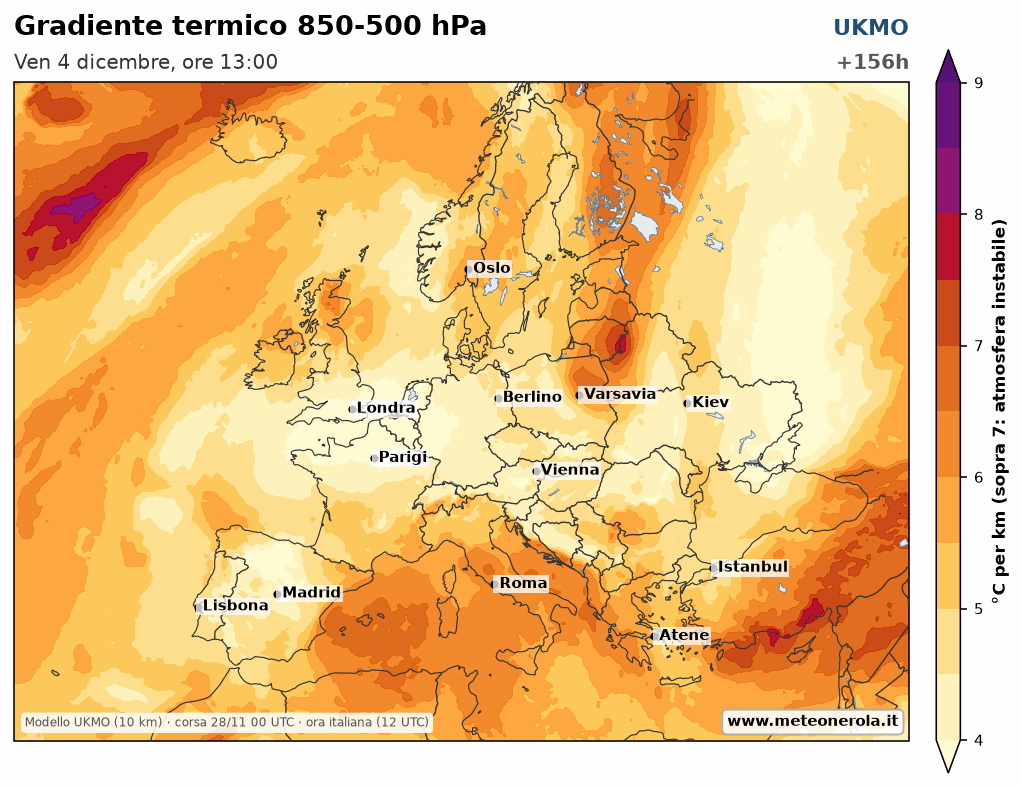 Gradiente termico 850-500 hPa
UKMO
Ven 4 dicembre, ore 13:00
+156h
9
8
7
6
5
4
°C per km (sopra 7: atmosfera instabile)
Oslo
Berlino
Varsavia
Kiev
Londra
Parigi
Vienna
Istanbul
Roma
Madrid
Lisbona
Atene
Modello UKMO (10 km) · corsa 28/11 00 UTC · ora italiana (12 UTC)
www.meteonerola.it